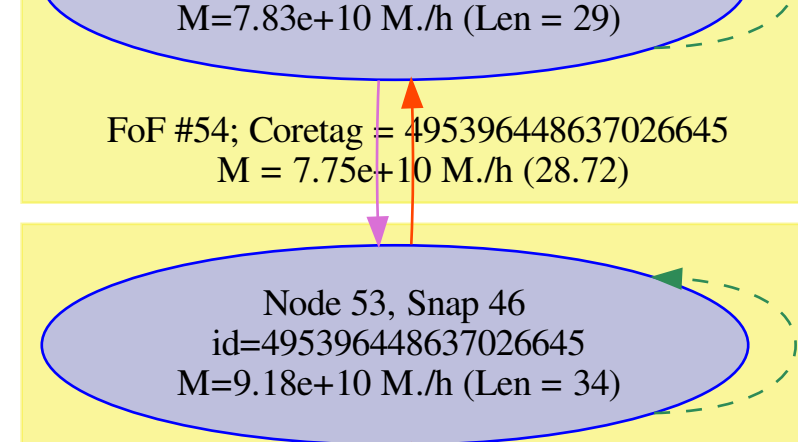 M=7.83e+10 M./h (Len = 29)
FoF #54; Coretag = 495396448637026645
M = 7.75e+10 M./h (28.72)
Node 53, Snap 46
id=495396448637026645
M=9.18e+10 M./h (Len = 34)